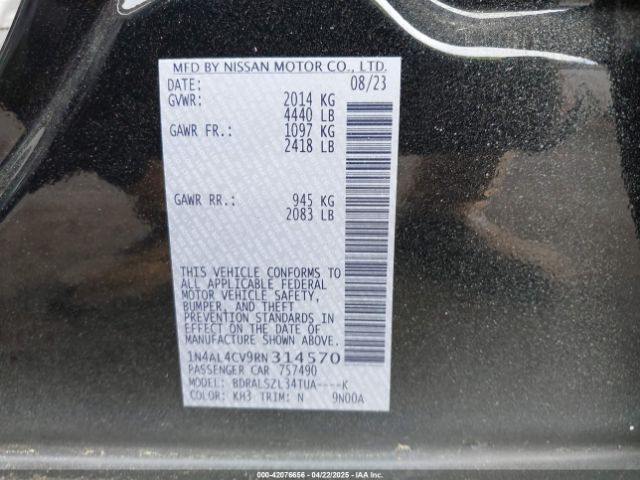 MFD BY NISSAN MOTOR CO., LTD.
DATE: 08/23
GVWR: 2014 KG
4440 LB
GAWR FR.: 1097 KG
2418 LB
GAWR RR.: 945 KG
2083 LB
THIS VEHICLE CONFORMS TO
ALL APPLICABLE FEDERAL
MOTOR VEHICLE SAFETY,
BUMPER, AND THEFT
PREVENTION STANDARDS IN
EFFECT ON THE DATE OF
MANUFACTURE SHOWN ABOVE.
1N4AL4CV9RN314570
PASSENGER CAR 757490
MODEL: BDRALSZL34TUA----K
COLOR: KH3 TRIM: N 9N00A
000-42076656 - 04/22/2025 - IAA Inc.